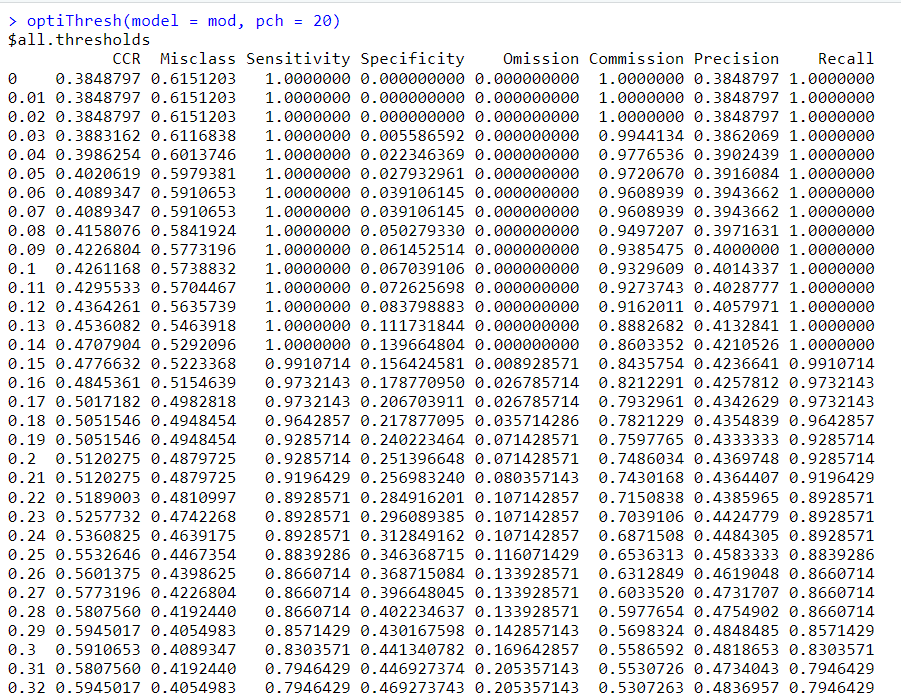 > optiThresh(model = mod, pch = 20)
$all.thresholds
CCR Misclass Sensitivity Specificity Omission Commission Precision Recall
0 0.3848797 0.6151203 1.0000000 0.000000000 0.000000000 1.0000000 0.3848797 1.0000000
0.01 0.3848797 0.6151203 1.0000000 0.000000000 0.000000000 1.0000000 0.3848797 1.0000000
0.02 0.3848797 0.6151203 1.0000000 0.000000000 0.000000000 1.0000000 0.3848797 1.0000000
0.03 0.3883162 0.6116838 1.0000000 0.005586592 0.000000000 0.9944134 0.3862069 1.0000000
0.04 0.3986254 0.6013746 1.0000000 0.022346369 0.000000000 0.9776536 0.3902439 1.0000000
0.05 0.4020619 0.5979381 1.0000000 0.027932961 0.000000000 0.9720670 0.3916084 1.0000000
0.06 0.4089347 0.5910653 1.0000000 0.039106145 0.000000000 0.9608939 0.3943662 1.0000000
0.07 0.4089347 0.5910653 1.0000000 0.039106145 0.000000000 0.9608939 0.3943662 1.0000000
0.08 0.4158076 0.5841924 1.0000000 0.050279330 0.000000000 0.9497207 0.3971631 1.0000000
0.09 0.4226804 0.5773196 1.0000000 0.061452514 0.000000000 0.9385475 0.4000000 1.0000000
0.1 0.4261168 0.5738832 1.0000000 0.067039106 0.000000000 0.9329609 0.4014337 1.0000000
0.11 0.4295533 0.5704467 1.0000000 0.072625698 0.000000000 0.9273743 0.4028777 1.0000000
0.12 0.4364261 0.5635739 1.0000000 0.083798883 0.000000000 0.9162011 0.4057971 1.0000000
0.13 0.4536082 0.5463918 1.0000000 0.111731844 0.000000000 0.8882682 0.4132841 1.0000000
0.14 0.4707904 0.5292096 1.0000000 0.139664804 0.000000000 0.8603352 0.4210526 1.0000000
0.15 0.4776632 0.5223368 0.9910714 0.156424581 0.008928571 0.8435754 0.4236641 0.9910714
0.16 0.4845361 0.5154639 0.9732143 0.178770950 0.026785714 0.8212291 0.4257812 0.9732143
0.17 0.5017182 0.4982818 0.9732143 0.206703911 0.026785714 0.7932961 0.4342629 0.9732143
0.18 0.5051546 0.4948454 0.9642857 0.217877095 0.035714286 0.7821229 0.4354839 0.9642857
0.19 0.5051546 0.4948454 0.9285714 0.240223464 0.071428571 0.7597765 0.4333333 0.9285714
0.2 0.5120275 0.4879725 0.9285714 0.251396648 0.071428571 0.7486034 0.4369748 0.9285714
0.21 0.5120275 0.4879725 0.9196429 0.256983240 0.080357143 0.7430168 0.4364407 0.9196429
0.22 0.5189003 0.4810997 0.8928571 0.284916201 0.107142857 0.7150838 0.4385965 0.8928571
0.23 0.5257732 0.4742268 0.8928571 0.296089385 0.107142857 0.7039106 0.4424779 0.8928571
0.24 0.5360825 0.4639175 0.8928571 0.312849162 0.107142857 0.6871508 0.4484305 0.8928571
0.25 0.5532646 0.4467354 0.8839286 0.346368715 0.116071429 0.6536313 0.4583333 0.8839286
0.26 0.5601375 0.4398625 0.8660714 0.368715084 0.133928571 0.6312849 0.4619048 0.8660714
0.27 0.5773196 0.4226804 0.8660714 0.396648045 0.133928571 0.6033520 0.4731707 0.8660714
0.28 0.5807560 0.4192440 0.8660714 0.402234637 0.133928571 0.5977654 0.4754902 0.8660714
0.29 0.5945017 0.4054983 0.8571429 0.430167598 0.142857143 0.5698324 0.4848485 0.8571429
0.3 0.5910653 0.4089347 0.8303571 0.441340782 0.169642857 0.5586592 0.4818653 0.8303571
0.31 0.5807560 0.4192440 0.7946429 0.446927374 0.205357143 0.5530726 0.4734043 0.7946429
0.32 0.5945017 0.4054983 0.7946429 0.469273743 0.205357143 0.5307263 0.4836957 0.7946429